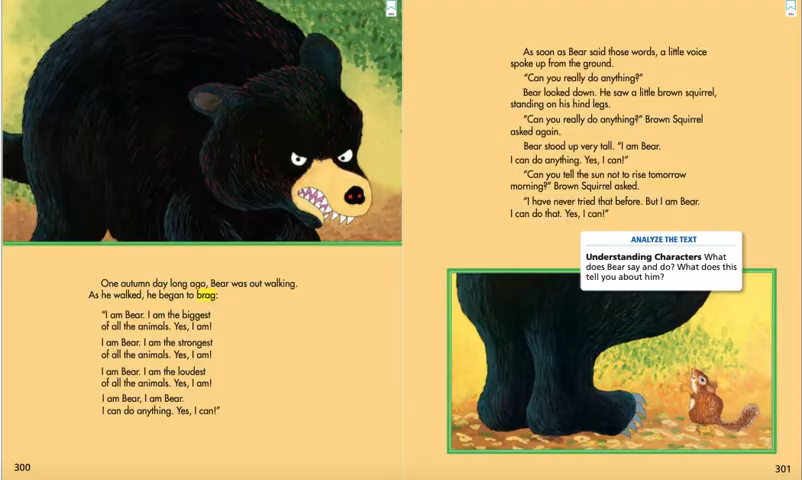 One autumn day long ago, Bear was out walking.
As he walked, he began to brag:
“I am Bear. I am the biggest
of all the animals. Yes, I am!
I am Bear. I am the strongest
of all the animals. Yes, I am!
I am Bear. I am the loudest
of all the animals. Yes, I am!
I am Bear, I am Bear.
I can do anything. Yes, I can!”
300
As soon as Bear said those words, a little voice
spoke up from the ground.
“Can you really do anything?”
Bear looked down. He saw a little brown squirrel,
standing on his hind legs.
“Can you really do anything?” Brown Squirrel
asked again.
Bear stood up very tall. “I am Bear.
I can do anything. Yes, I can!”
“Can you tell the sun not to rise tomorrow
morning?” Brown Squirrel asked.
“I have never tried that before. But I am Bear.
I can do that. Yes, I can!”
ANALYZE THE TEXT
Understanding Characters What
does Bear say and do? What does this
tell you about him?
301